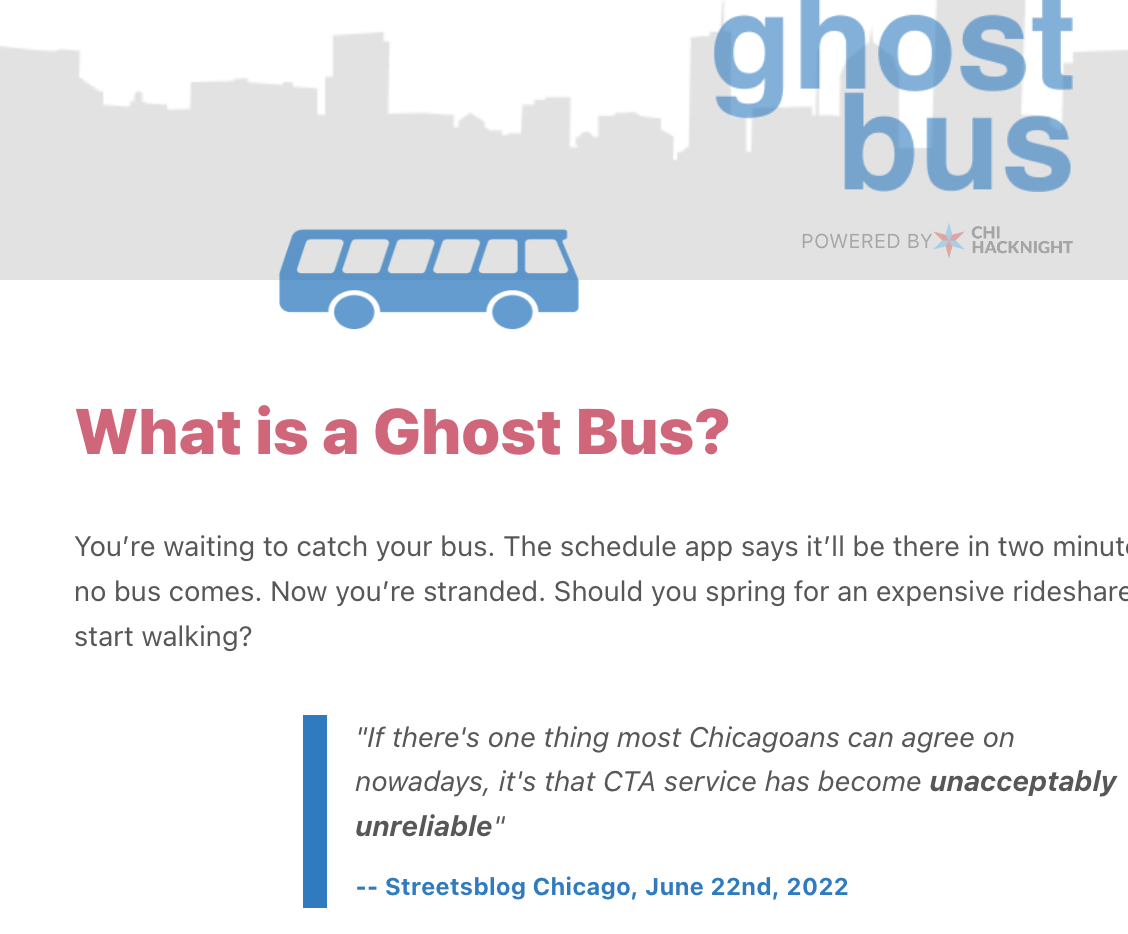 ghost
bus
POWERED BY CHI
HACKNIGHT
What is a Ghost Bus?
You’re waiting to catch your bus. The schedule app says it’ll be there in two
no bus comes. Now you’re stranded. Should you spring for an expensive rideshare
start walking?
"If there's one thing most Chicagoans can agree on
nowadays, it's that CTA service has become unacceptably
unreliable"
-- Streetsblog Chicago, June 22nd, 2022